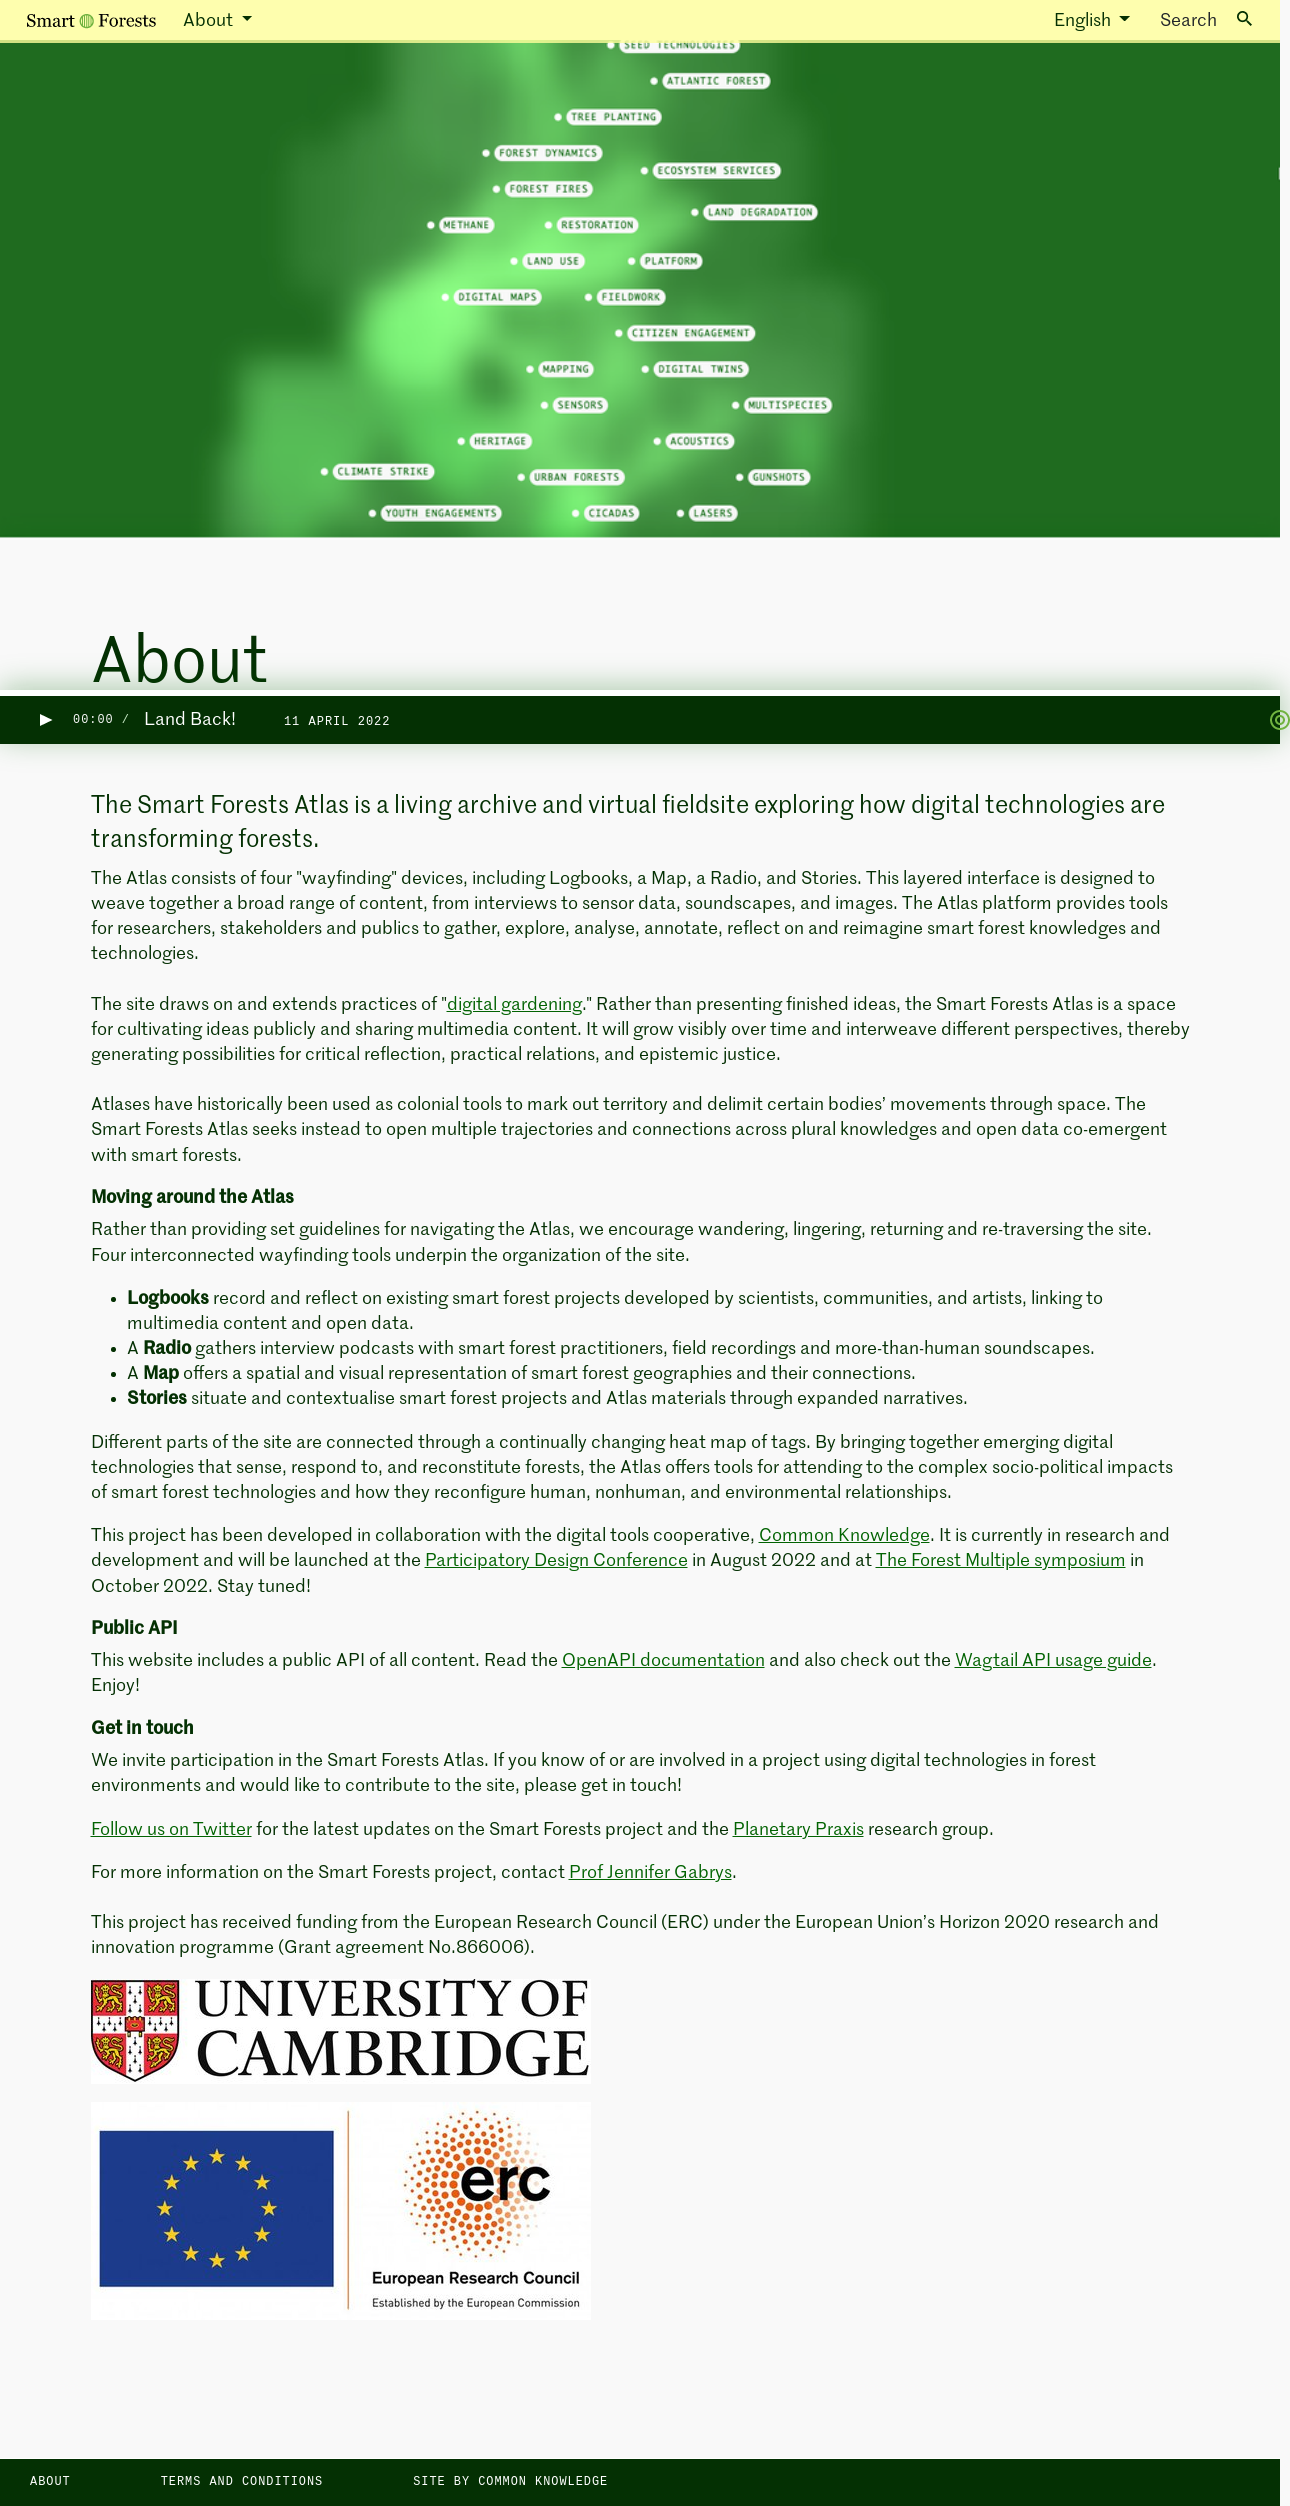 Smart Forests About English Search
SEED TECHNOLOGIES
ATLANTIC FOREST
TREE PLANTING
FOREST DYNAMICS
ECOSYSTEM SERVICES
FOREST FIRES
LAND DEGRADATION
METHANE RESTORATION
LAND USE PLATFORM
DIGITAL MAPS FIELDWORK
CITIZEN ENGAGEMENT
MAPPING DIGITAL TWINS
SENSORS MULTISPECIES
HERITAGE ACOUSTICS
CLIMATE STRIKE URBAN FORESTS GUNSHOTS
YOUTH ENGAGEMENTS CICADAS LASERS
About
00:00 / Land Back! 11 APRIL 2022
The Smart Forests Atlas is a living archive and virtual fieldsite exploring how digital technologies are
transforming forests.
The Atlas consists of four "wayfinding" devices, including Logbooks, a Map, a Radio, and Stories. This layered interface is designed to
weave together a broad range of content, from interviews to sensor data, soundscapes, and images. The Atlas platform provides tools
for researchers, stakeholders and publics to gather, explore, analyse, annotate, reflect on and reimagine smart forest knowledges and
technologies.
The site draws on and extends practices of "digital gardening." Rather than presenting finished ideas, the Smart Forests Atlas is a space
for cultivating ideas publicly and sharing multimedia content. It will grow visibly over time and interweave different perspectives, thereby
generating possibilities for critical reflection, practical relations, and epistemic justice.
Atlases have historically been used as colonial tools to mark out territory and delimit certain bodies’ movements through space. The
Smart Forests Atlas seeks instead to open multiple trajectories and connections across plural knowledges and open data co-emergent
with smart forests.
Moving around the Atlas
Rather than providing set guidelines for navigating the Atlas, we encourage wandering, lingering, returning and re-traversing the site.
Four interconnected wayfinding tools underpin the organization of the site.
• Logbooks record and reflect on existing smart forest projects developed by scientists, communities, and artists, linking to
multimedia content and open data.
• A Radio gathers interview podcasts with smart forest practitioners, field recordings and more-than-human soundscapes.
• A Map offers a spatial and visual representation of smart forest geographies and their connections.
• Stories situate and contextualise smart forest projects and Atlas materials through expanded narratives.
Different parts of the site are connected through a continually changing heat map of tags. By bringing together emerging digital
technologies that sense, respond to, and reconstitute forests, the Atlas offers tools for attending to the complex socio-political impacts
of smart forest technologies and how they reconfigure human, nonhuman, and environmental relationships.
This project has been developed in collaboration with the digital tools cooperative, Common Knowledge. It is currently in research and
development and will be launched at the Participatory Design Conference in August 2022 and at The Forest Multiple symposium in
October 2022. Stay tuned!
Public API
This website includes a public API of all content. Read the OpenAPI documentation and also check out the Wagtail API usage guide.
Enjoy!
Get in touch
We invite participation in the Smart Forests Atlas. If you know of or are involved in a project using digital technologies in forest
environments and would like to contribute to the site, please get in touch!
Follow us on Twitter for the latest updates on the Smart Forests project and the Planetary Praxis research group.
For more information on the Smart Forests project, contact Prof Jennifer Gabrys.
This project has received funding from the European Research Council (ERC) under the European Union’s Horizon 2020 research and
innovation programme (Grant agreement No.866006).
UNIVERSITY OF
CAMBRIDGE
erc
European Research Council
Established by the European Commission
ABOUT TERMS AND CONDITIONS SITE BY COMMON KNOWLEDGE